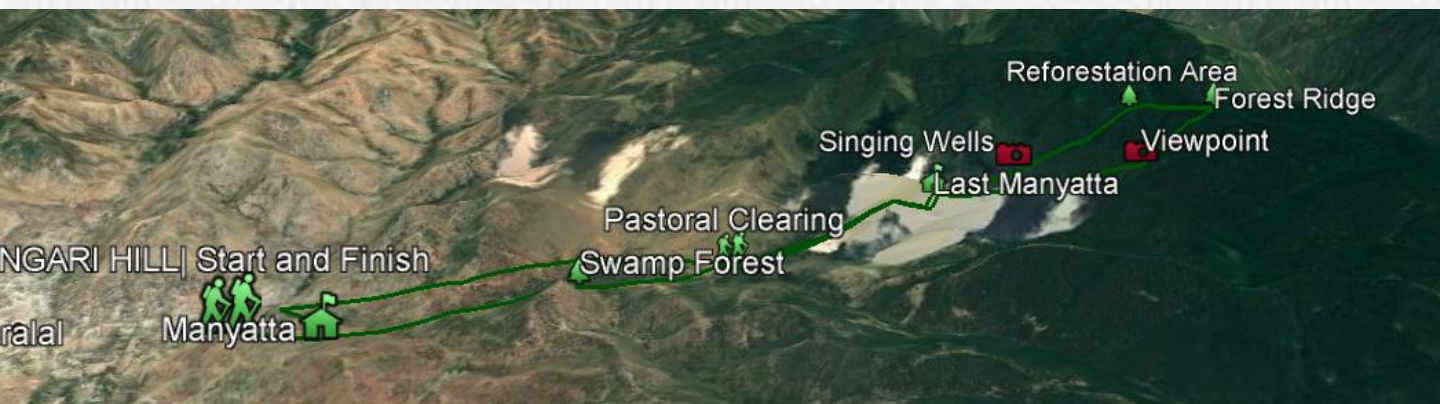 Reforestation Area
Forest Ridge
Singing Wells
Viewpoint
Last Manyatta
Pastoral Clearing
NGARI HILL| Start and Finish
Swamp Forest
Manyatta
ralal